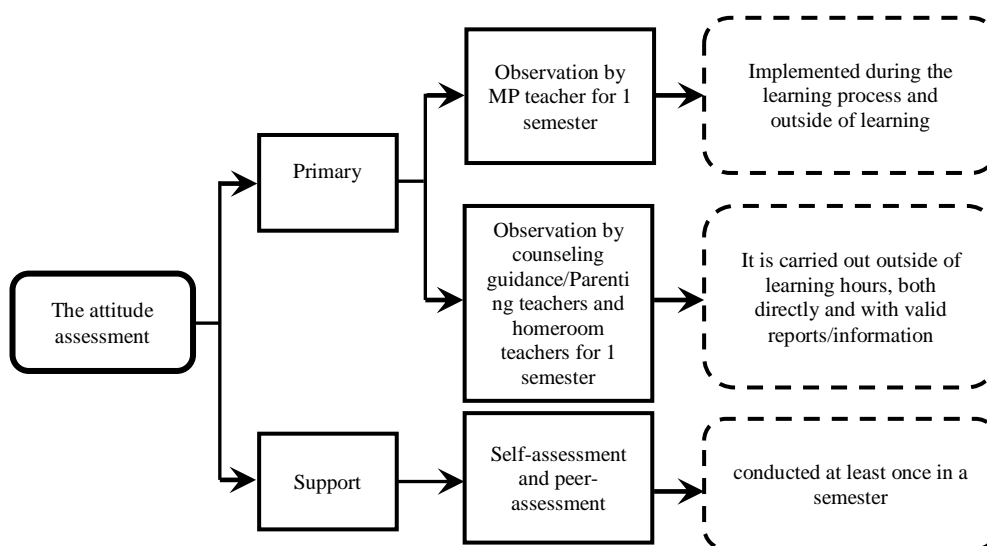 The attitude
assessment
Primary
Support
Observation by
MP teacher for 1
semester
Observation by
counseling
guidance/Parenti
ng teachers and
homeroom
teachers for 1
semester
Self-assessment
and peer-
assessment
Implemented during the
learning process and
outside of learning
It is carried out outside of
learning hours, both
directly and with valid
reports/information
conducted at least once in a
semester